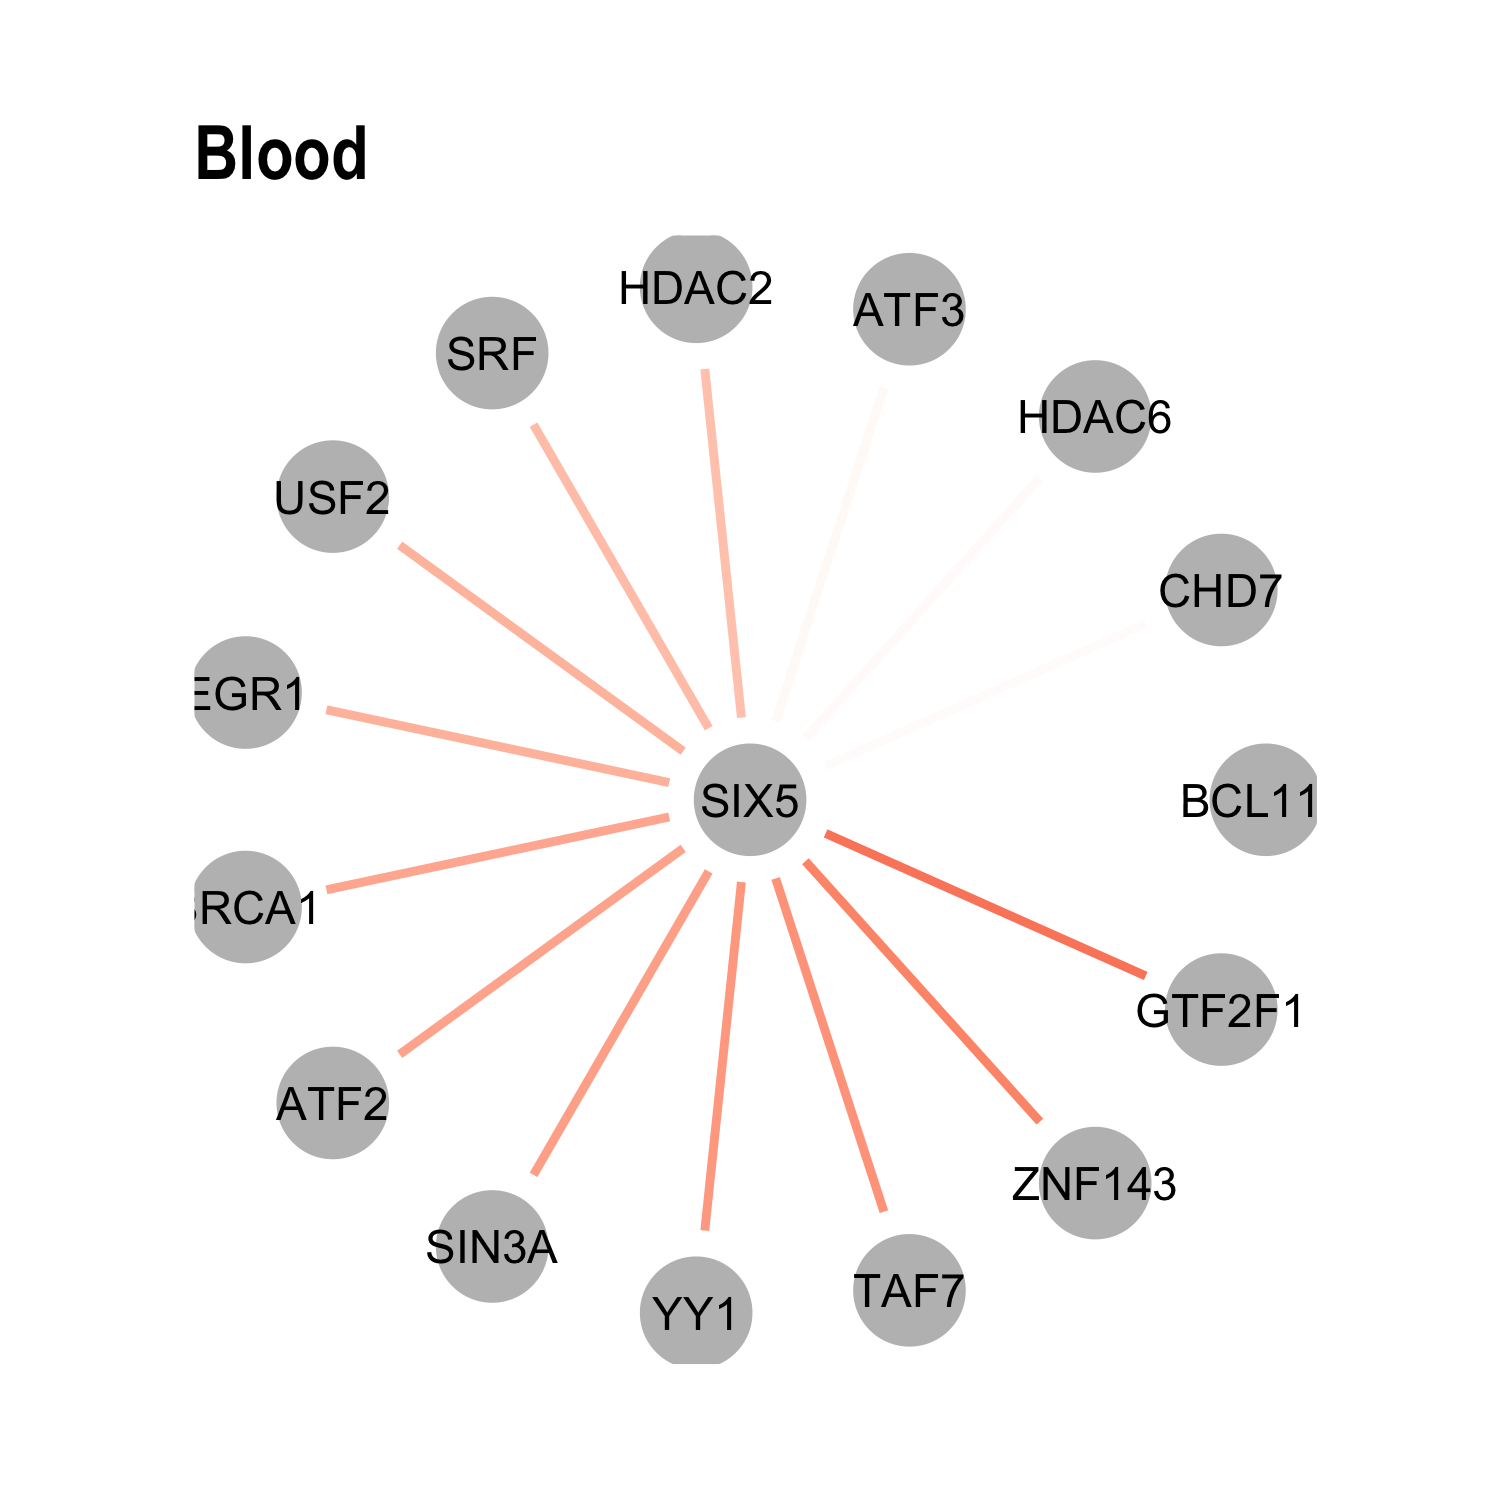 Blood
HDAC2
ATF3
SRF
HDAC6
USF2
CHD7
EGR1
SIX5
BCL11
RCA1
GTF2F1
ATF2
ZNF143
SIN3A
TAF7
YY1